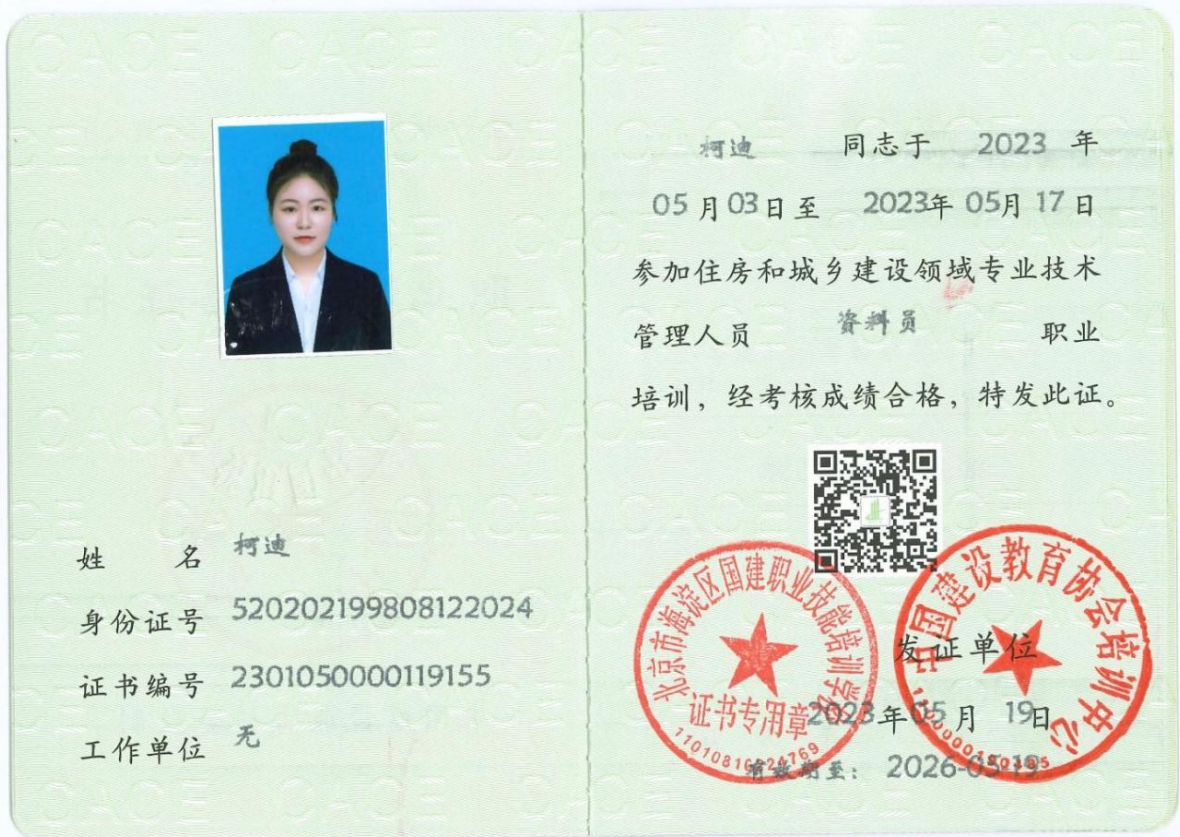 姓 名 柯迪
身份证号 520202199808122024
证书编号 2301050000119155
工作单位 无
柯迪 同志于 2023 年
05 月 03 日 至 2023年 05月 17 日
参加住房和城乡建设领域专业技术
管理人员 资料员 职业
培训，经考核成绩合格，特发此证。
北京市海淀区国建职业技能培训学校
证书专用章
中国建设教育协会培训中心
发证单位
2023 年 05 月 19 日
有效期至： 2026-05-19
CACE CACE CACE